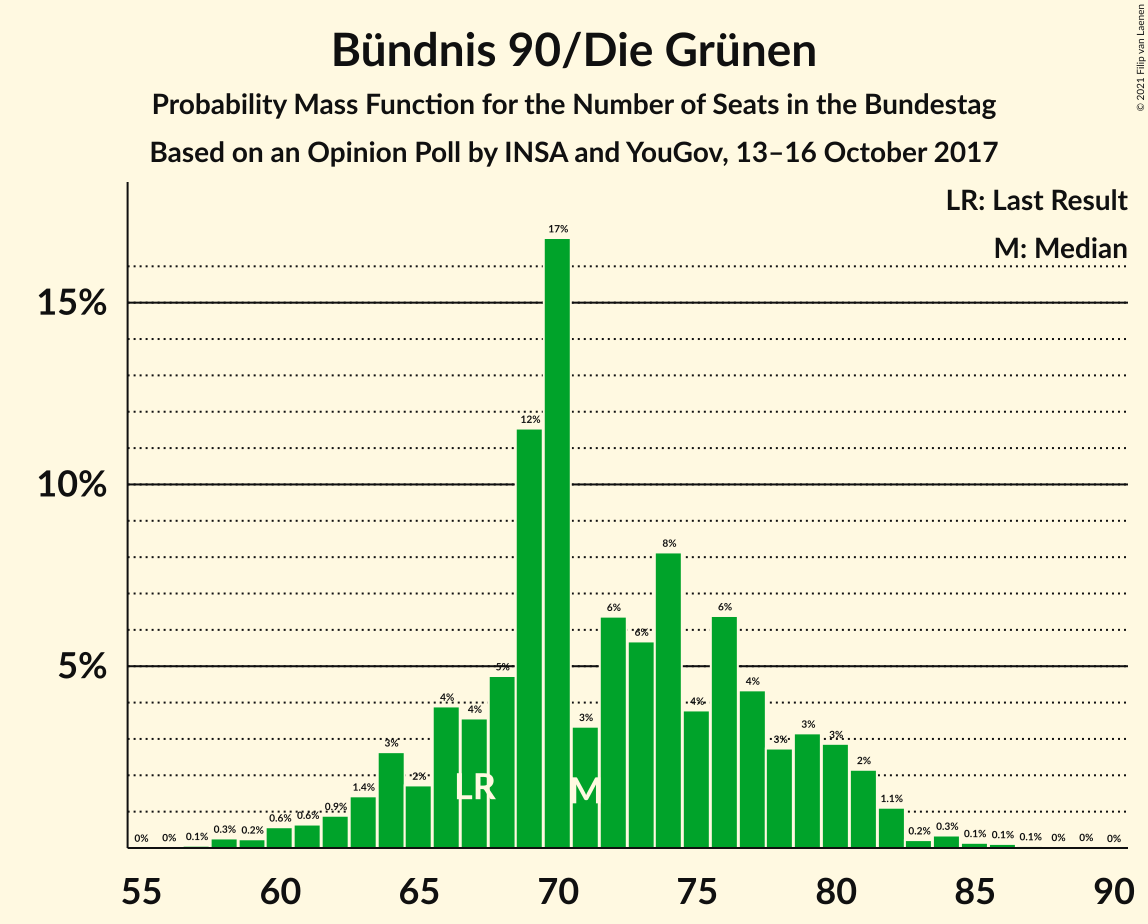 Bündnis 90/Die Grünen
Probability Mass Function for the Number of Seats in the Bundestag
Based on an Opinion Poll by INSA and YouGov, 13–16 October 2017
© 2021 Filip van Laenen
LR: Last Result
M: Median
17%
15%
12%
10%
8%
6% 6% 6%
5%
5%
4% 4% 4% 4%
3% 2% 3% 3% 3% 3% 2%
LR M
0% 0% 0.1% 0.3% 0.2% 0.6% 0.6% 0.9% 1.4% 1.1% 0.2% 0.3% 0.1% 0.1% 0.1% 0% 0% 0%
55 60 65 70 75 80 85 90